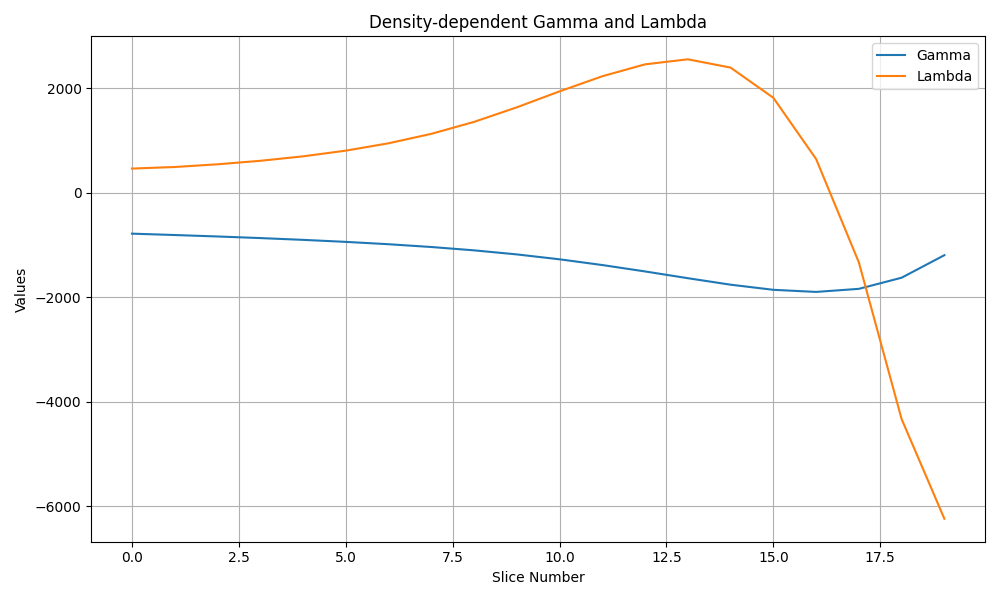 Density-dependent Gamma and Lambda
Gamma
Lambda
2000
0
−2000
−4000
−6000
Values
0.0 2.5 5.0 7.5 10.0 12.5 15.0 17.5
Slice Number